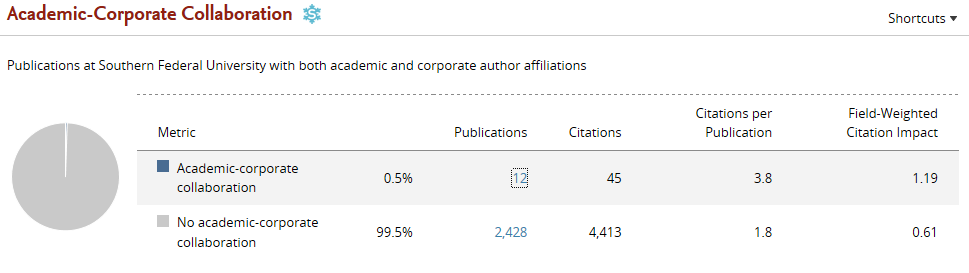 Academic-Corporate Collaboration
Shortcuts
Publications at Southern Federal University with both academic and corporate author affiliations
Metric Publications Citations Citations per Publication Field-Weighted Citation Impact
Academic-corporate collaboration 0.5% 12 45 3.8 1.19
No academic-corporate collaboration 99.5% 2,428 4,413 1.8 0.61